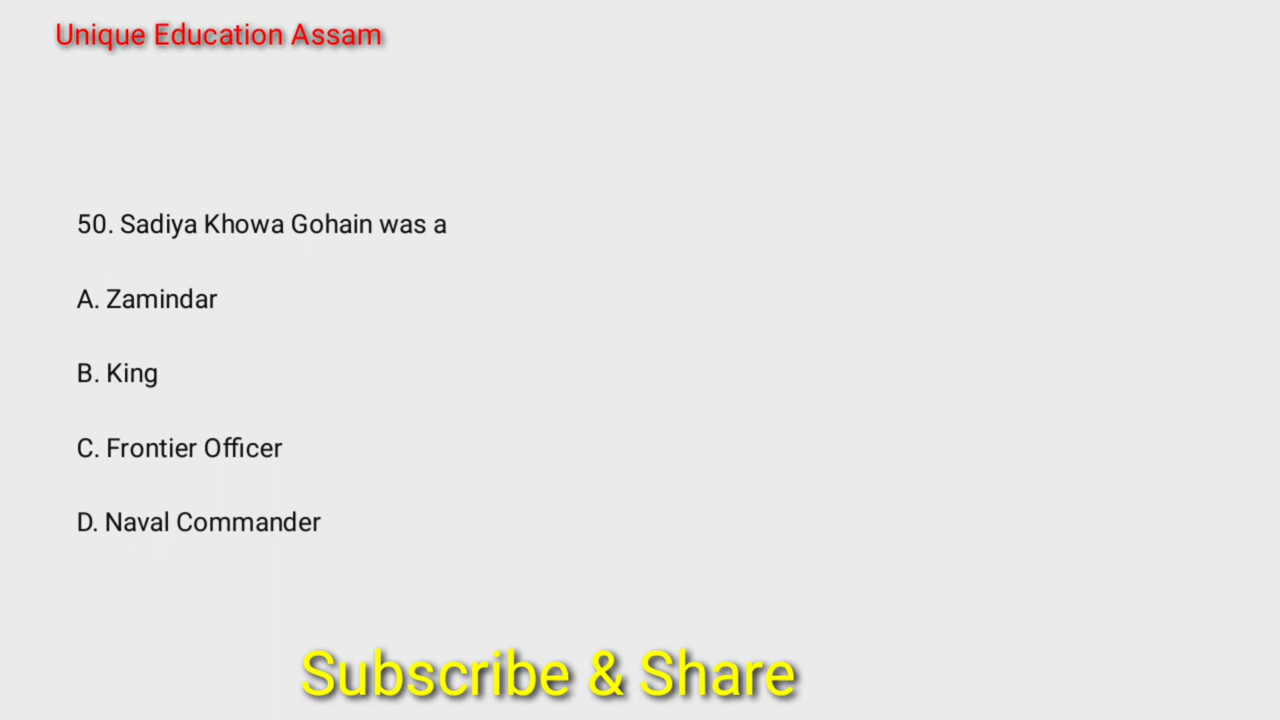 Unique Education Assam
50. Sadiya Khowa Gohain was a
A. Zamindar
B. King
C. Frontier Officer
D. Naval Commander
Subscribe & Share